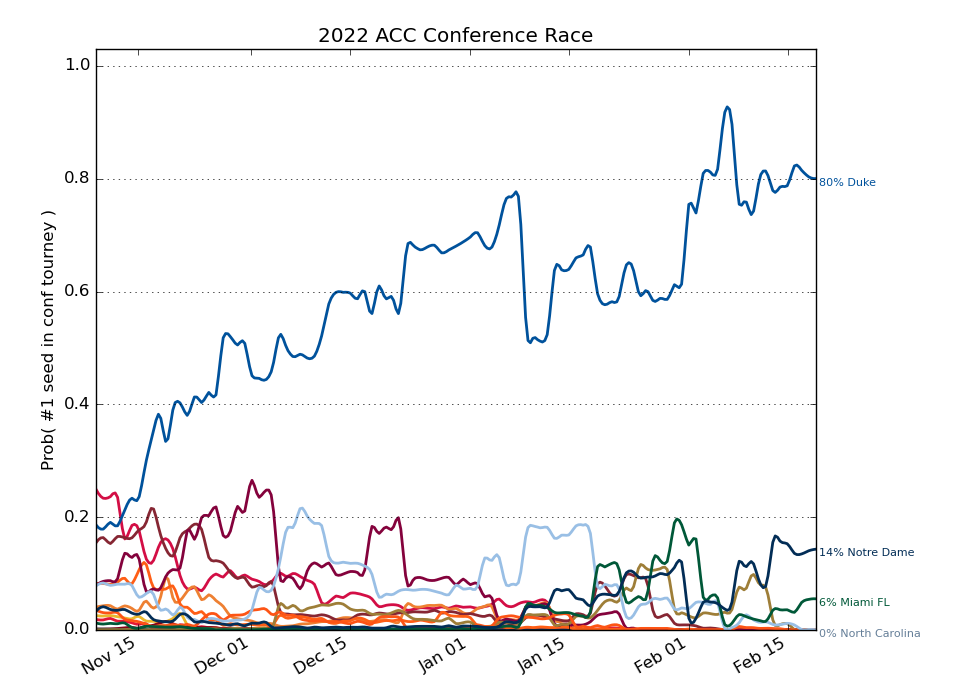 2022 ACC Conference Race
Prob( #1 seed in conf tourney )
1.0
0.8
0.6
0.4
0.2
0.0
80% Duke
14% Notre Dame
6% Miami FL
0% North Carolina
Nov 15
Dec 01
Dec 15
Jan 01
Jan 15
Feb 01
Feb 15